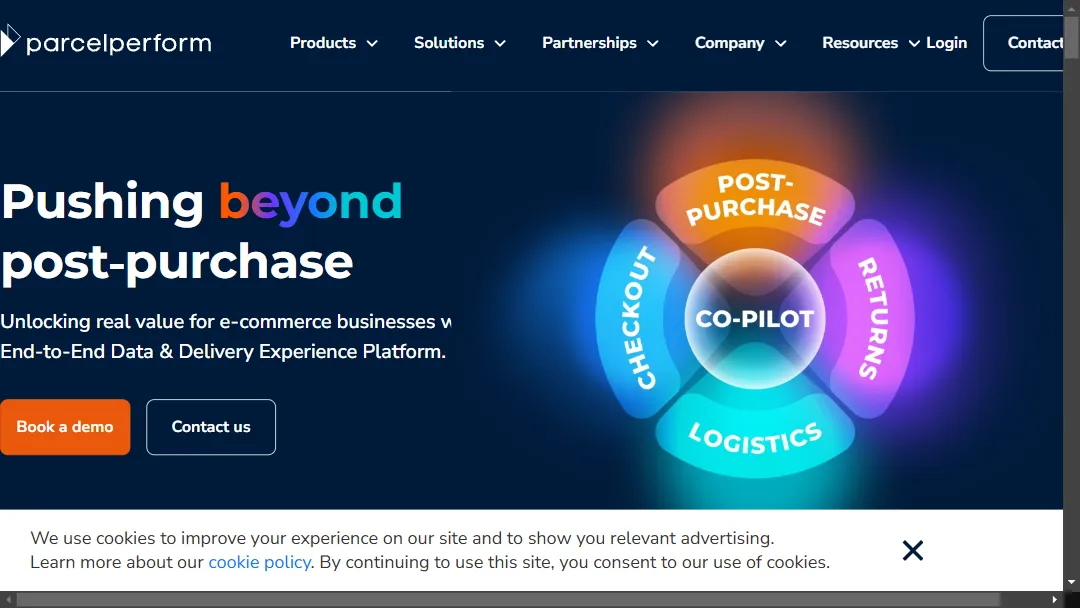 parcelperform
Products
Solutions
Partnerships
Company
Resources
Login
Contact
Pushing beyond
post-purchase
Unlocking real value for e-commerce businesses
End-to-End Data & Delivery Experience Platform.
Book a demo
Contact us
POST-
PURCHASE
CHECKOUT
CO-PILOT
RETURNS
LOGISTICS
We use cookies to improve your experience on our site and to show you relevant advertising.
Learn more about our cookie policy. By continuing to use this site, you consent to our use of cookies.